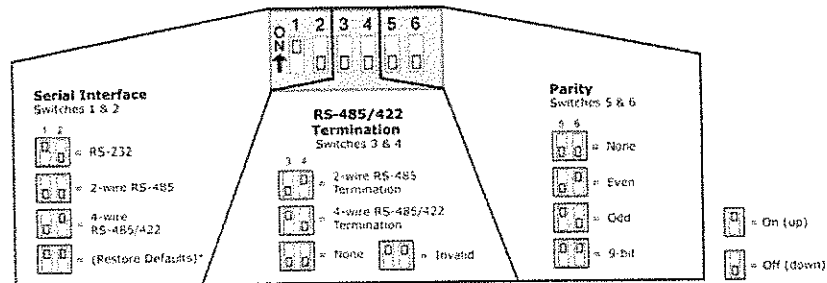 ON
1 2 3 4 5 6
Serial Interface
Switches 1 & 2
1 2
= RS-232
= 2-wire RS-485
= 4-wire
RS-485/422
= (Restore Defaults)*
RS-485/422
Termination
Switches 3 & 4
3 4
= 2-wire RS-485
Termination
= 4-wire RS-485/422
Termination
= None
= Invalid
Parity
Switches 5 & 6
5 6
= None
= Even
= Odd
= 9-bit
= On (up)
= Off (down)